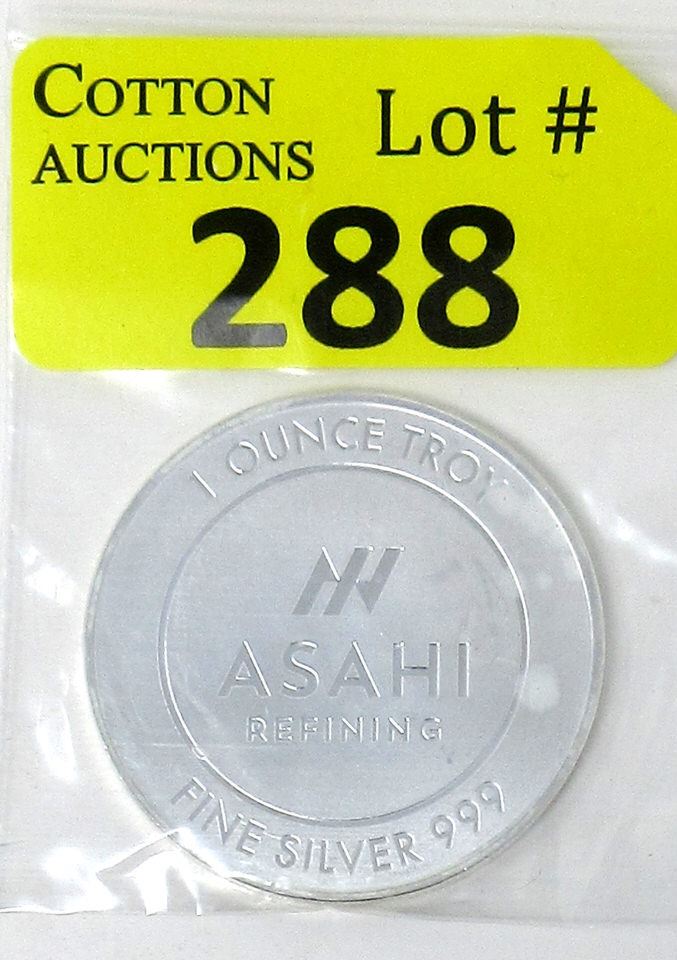 COTTON
AUCTIONS
Lot #
288
1 OUNCE TROY
ASAHI
REFINING
FINE SILVER 999